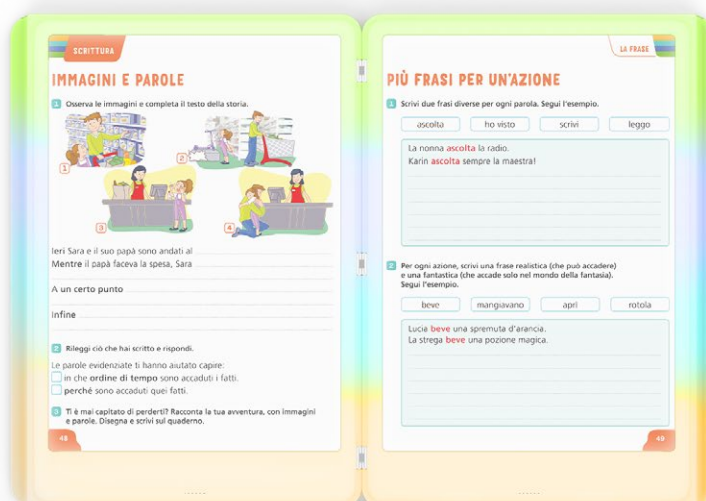 SCRITTURA
IMMAGINI E PAROLE
1 Osserva le immagini e completa il testo della storia.
1
2
3
4
Ieri Sara e il suo papà sono andati al
Mentre il papà faceva la spesa, Sara
A un certo punto
Infine
2 Rileggi ciò che hai scritto e rispondi.
Le parole evidenziate ti hanno aiutato capire:
in che ordine di tempo sono accaduti i fatti.
perché sono accaduti quei fatti.
3 Ti è mai capitato di perderti? Racconta la tua avventura, con immagini
e parole. Disegna e scrivi sul quaderno.
48
LA FRASE
PIÙ FRASI PER UN'AZIONE
1 Scrivi due frasi diverse per ogni parola. Segui l'esempio.
ascolta ho visto scrivi leggo
La nonna ascolta la radio.
Karin ascolta sempre la maestra!
2 Per ogni azione, scrivi una frase realistica (che può accadere)
e una fantastica (che accade solo nel mondo della fantasia).
Segui l'esempio.
beve mangiavano aprì rotola
Lucia beve una spremuta d'arancia.
La strega beve una pozione magica.
49